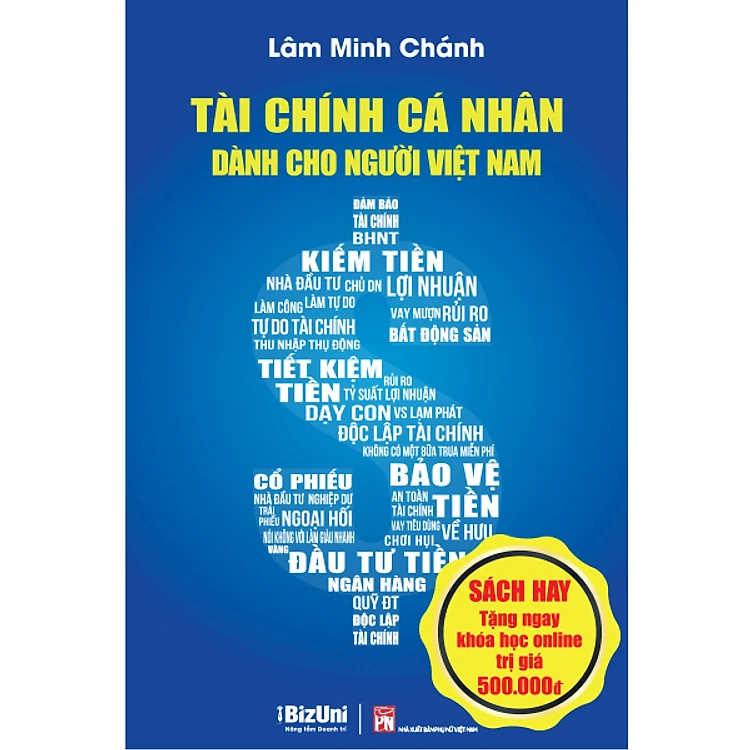 Lâm Minh Chánh
TÀI CHÍNH CÁ NHÂN
DÀNH CHO NGƯỜI VIỆT NAM
ĐẢM BẢO
TÀI CHÍNH
BHNT
KIẾM TIỀN
NHÀ ĐẦU TƯ CHỦ DN LỢI NHUẬN
LÀM CÔNG LÀM TỰ DO VAY MƯỢN RỦI RO
TỰ DO TÀI CHÍNH BẤT ĐỘNG SẢN
THU NHẬP THỤ ĐỘNG
TIẾT KIỆM
TIỀN RỦI RO
TỶ SUẤT LỢI NHUẬN
DẠY CON VS LẠM PHÁT
ĐỘC LẬP TÀI CHÍNH
KHÔNG CÓ MỘT BỮA TRƯA MIỄN PHÍ
CỔ PHIẾU BẢO VỆ
NHÀ ĐẦU TƯ NGHIỆP DƯ AN TOÀN
TÀI CHÍNH TIỀN
TRÁI
PHIẾU NGOẠI HỐI VAY TIÊU DÙNG VỀ HƯU
NÓI KHÔNG VỚI LÀM GIÀU NHANH CHƠI HỤI
VÀNG
ĐẦU TƯ TIỀN
NGÂN HÀNG
QUỸ ĐT
ĐỘC LẬP
TÀI CHÍNH
SÁCH HAY
Tặng ngay
khóa học online
trị giá
500.000đ
BizUni
Nâng tầm Doanh trí
PN
NHÀ XUẤT BẢN PHỤ NỮ VIỆT NAM